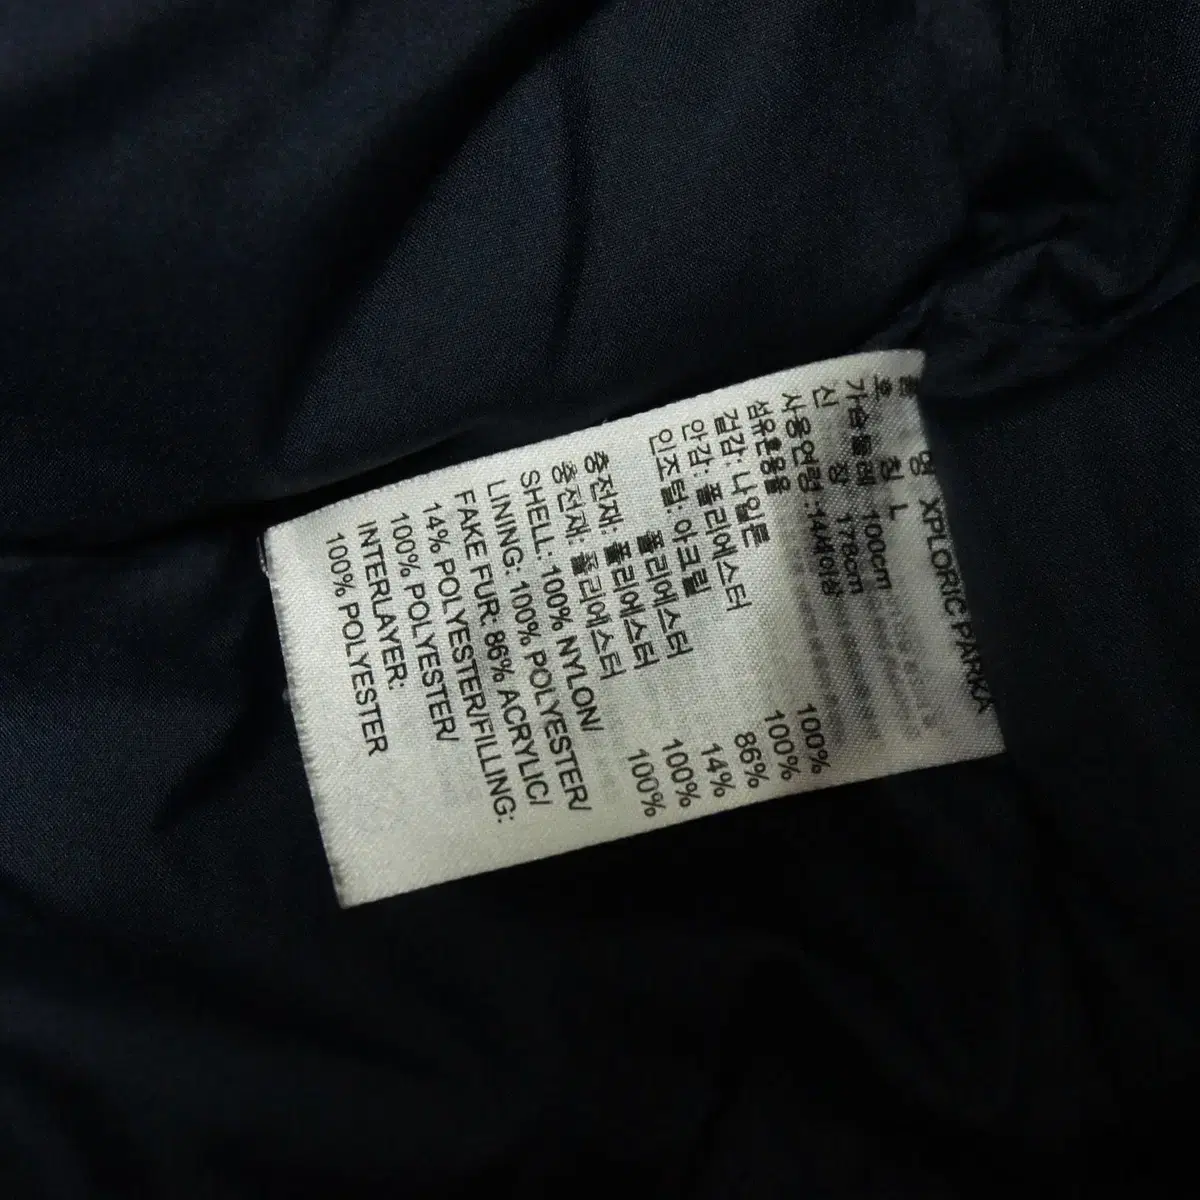 품 명 XPLORIC PARKA
호 칭 L
가슴둘레 100cm
신 장 178cm
사용연령:14세이상
섬유혼용율
겉감: 나일론 100%
안감: 폴리에스터 100%
인조털: 아크릴 86%
폴리에스터 14%
충전재: 폴리에스터 100%
충전재: 폴리에스터 100%
SHELL: 100% NYLON/
LINING: 100% POLYESTER/
FAKE FUR: 86% ACRYLIC/
14% POLYESTER/FILLING:
100% POLYESTER/
INTERLAYER:
100% POLYESTER